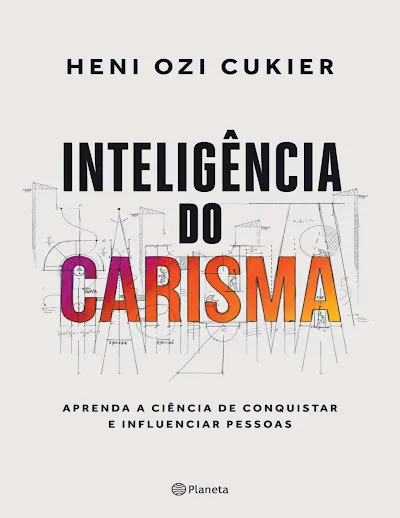 HENI OZI CUKIER
INTELIGÊNCIA
DO
CARISMA
APRENDA A CIÊNCIA DE CONQUISTAR
E INFLUENCIAR PESSOAS
Planeta